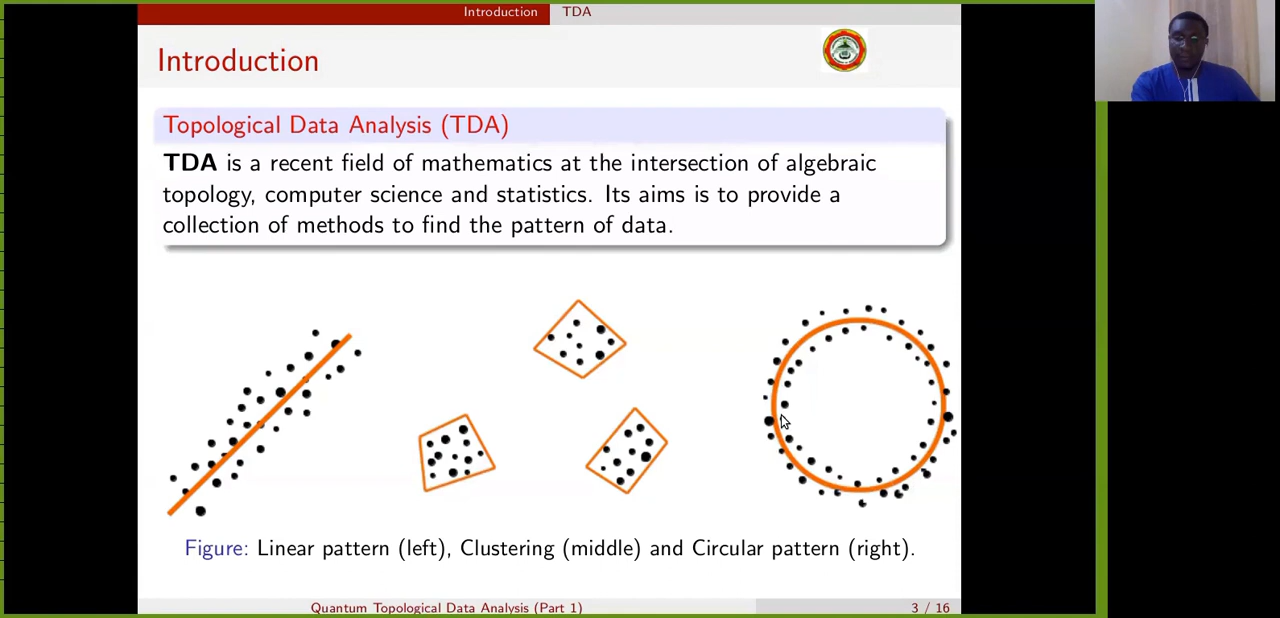 Introduction TDA
Introduction
Topological Data Analysis (TDA)
TDA is a recent field of mathematics at the intersection of algebraic
topology, computer science and statistics. Its aims is to provide a
collection of methods to find the pattern of data.
Figure: Linear pattern (left), Clustering (middle) and Circular pattern (right).
Quantum Topological Data Analysis (Part 1) 3 / 16